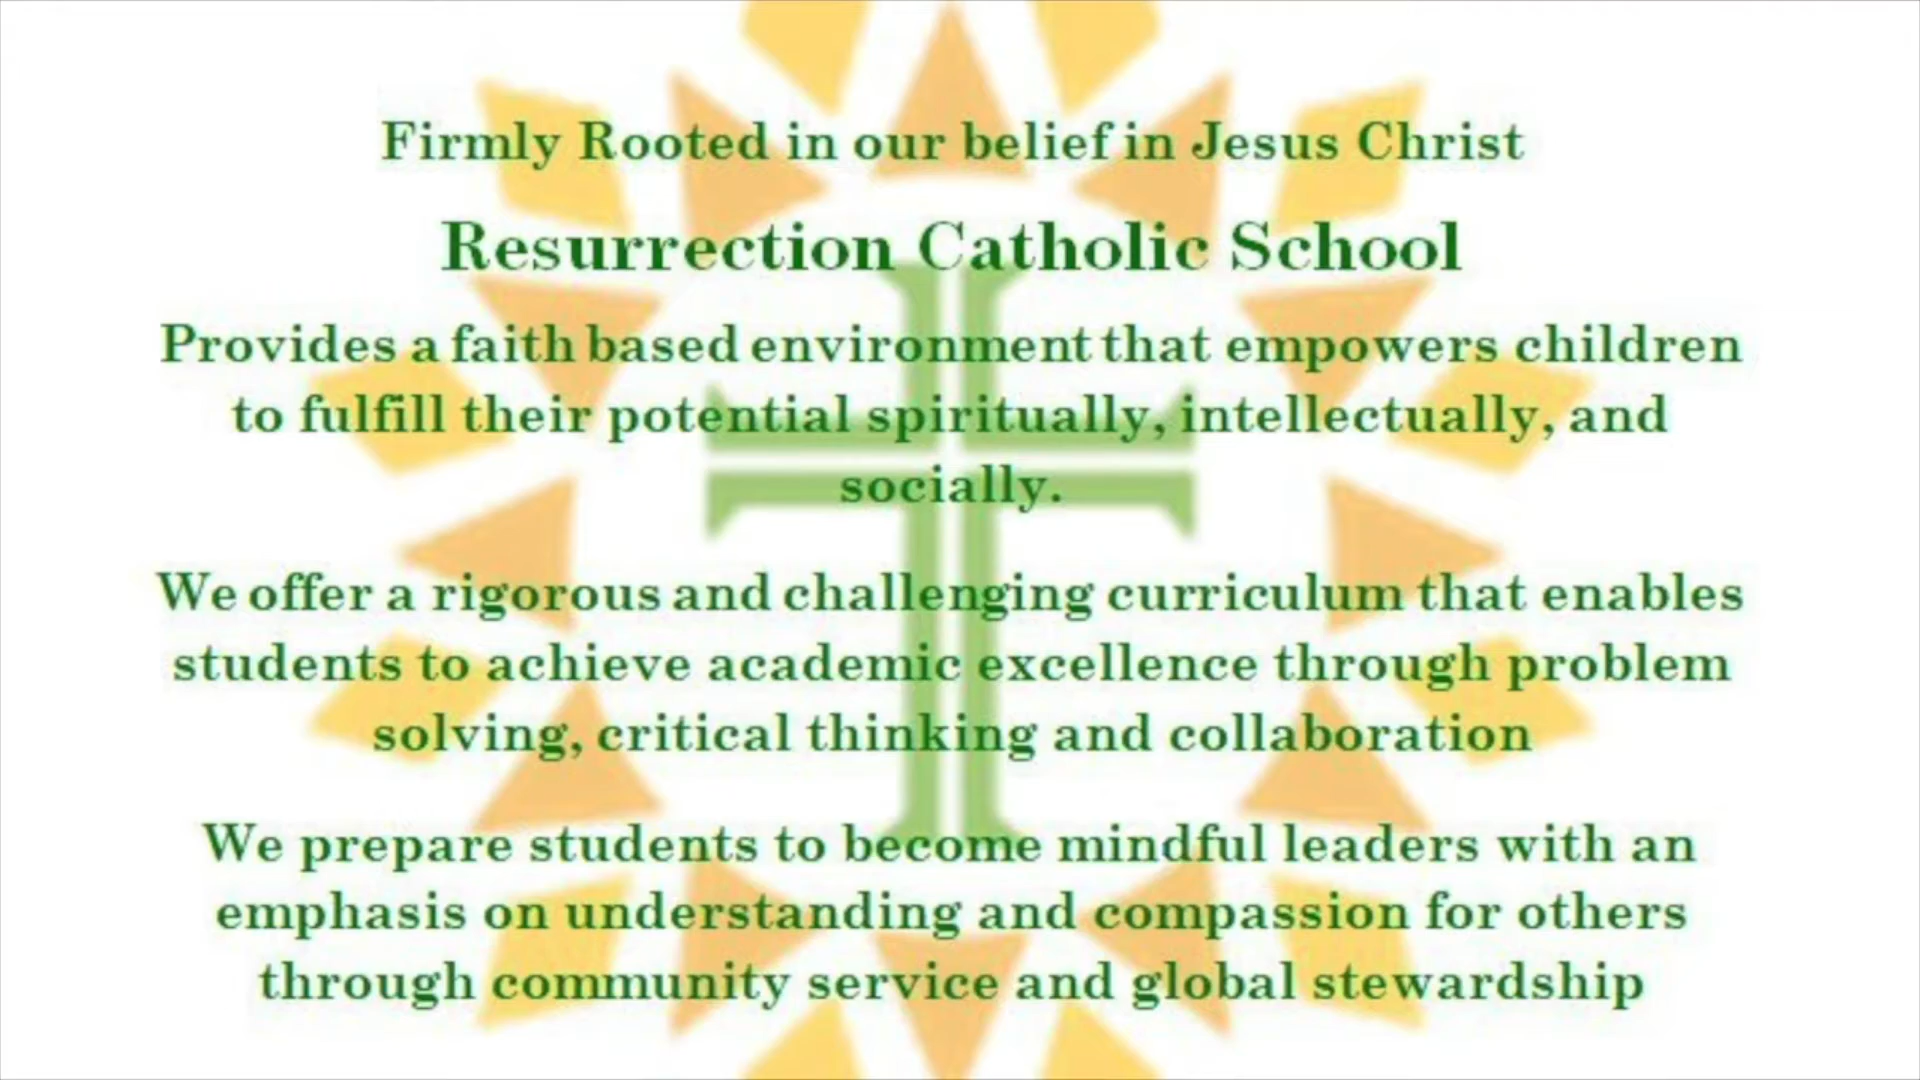 Firmly Rooted in our belief in Jesus Christ
Resurrection Catholic School
Provides a faith based environment that empowers children
to fulfill their potential spiritually, intellectually, and
socially.
We offer a rigorous and challenging curriculum that enables
students to achieve academic excellence through problem
solving, critical thinking and collaboration
We prepare students to become mindful leaders with an
emphasis on understanding and compassion for others
through community service and global stewardship